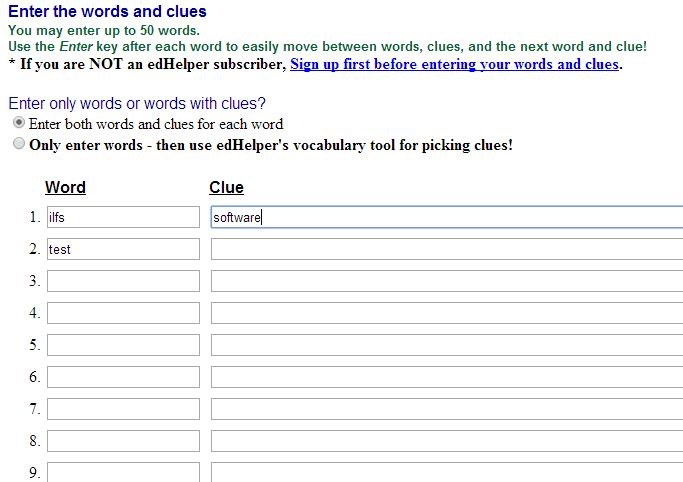 Enter the words and clues
You may enter up to 50 words.
Use the Enter key after each word to easily move between words, clues, and the next word and clue!
* If you are NOT an edHelper subscriber, Sign up first before entering your words and clues.
Enter only words or words with clues?
Enter both words and clues for each word
Only enter words - then use edHelper's vocabulary tool for picking clues!
Word Clue
1. ilfs software
2. test
3.
4.
5.
6.
7.
8.
9.